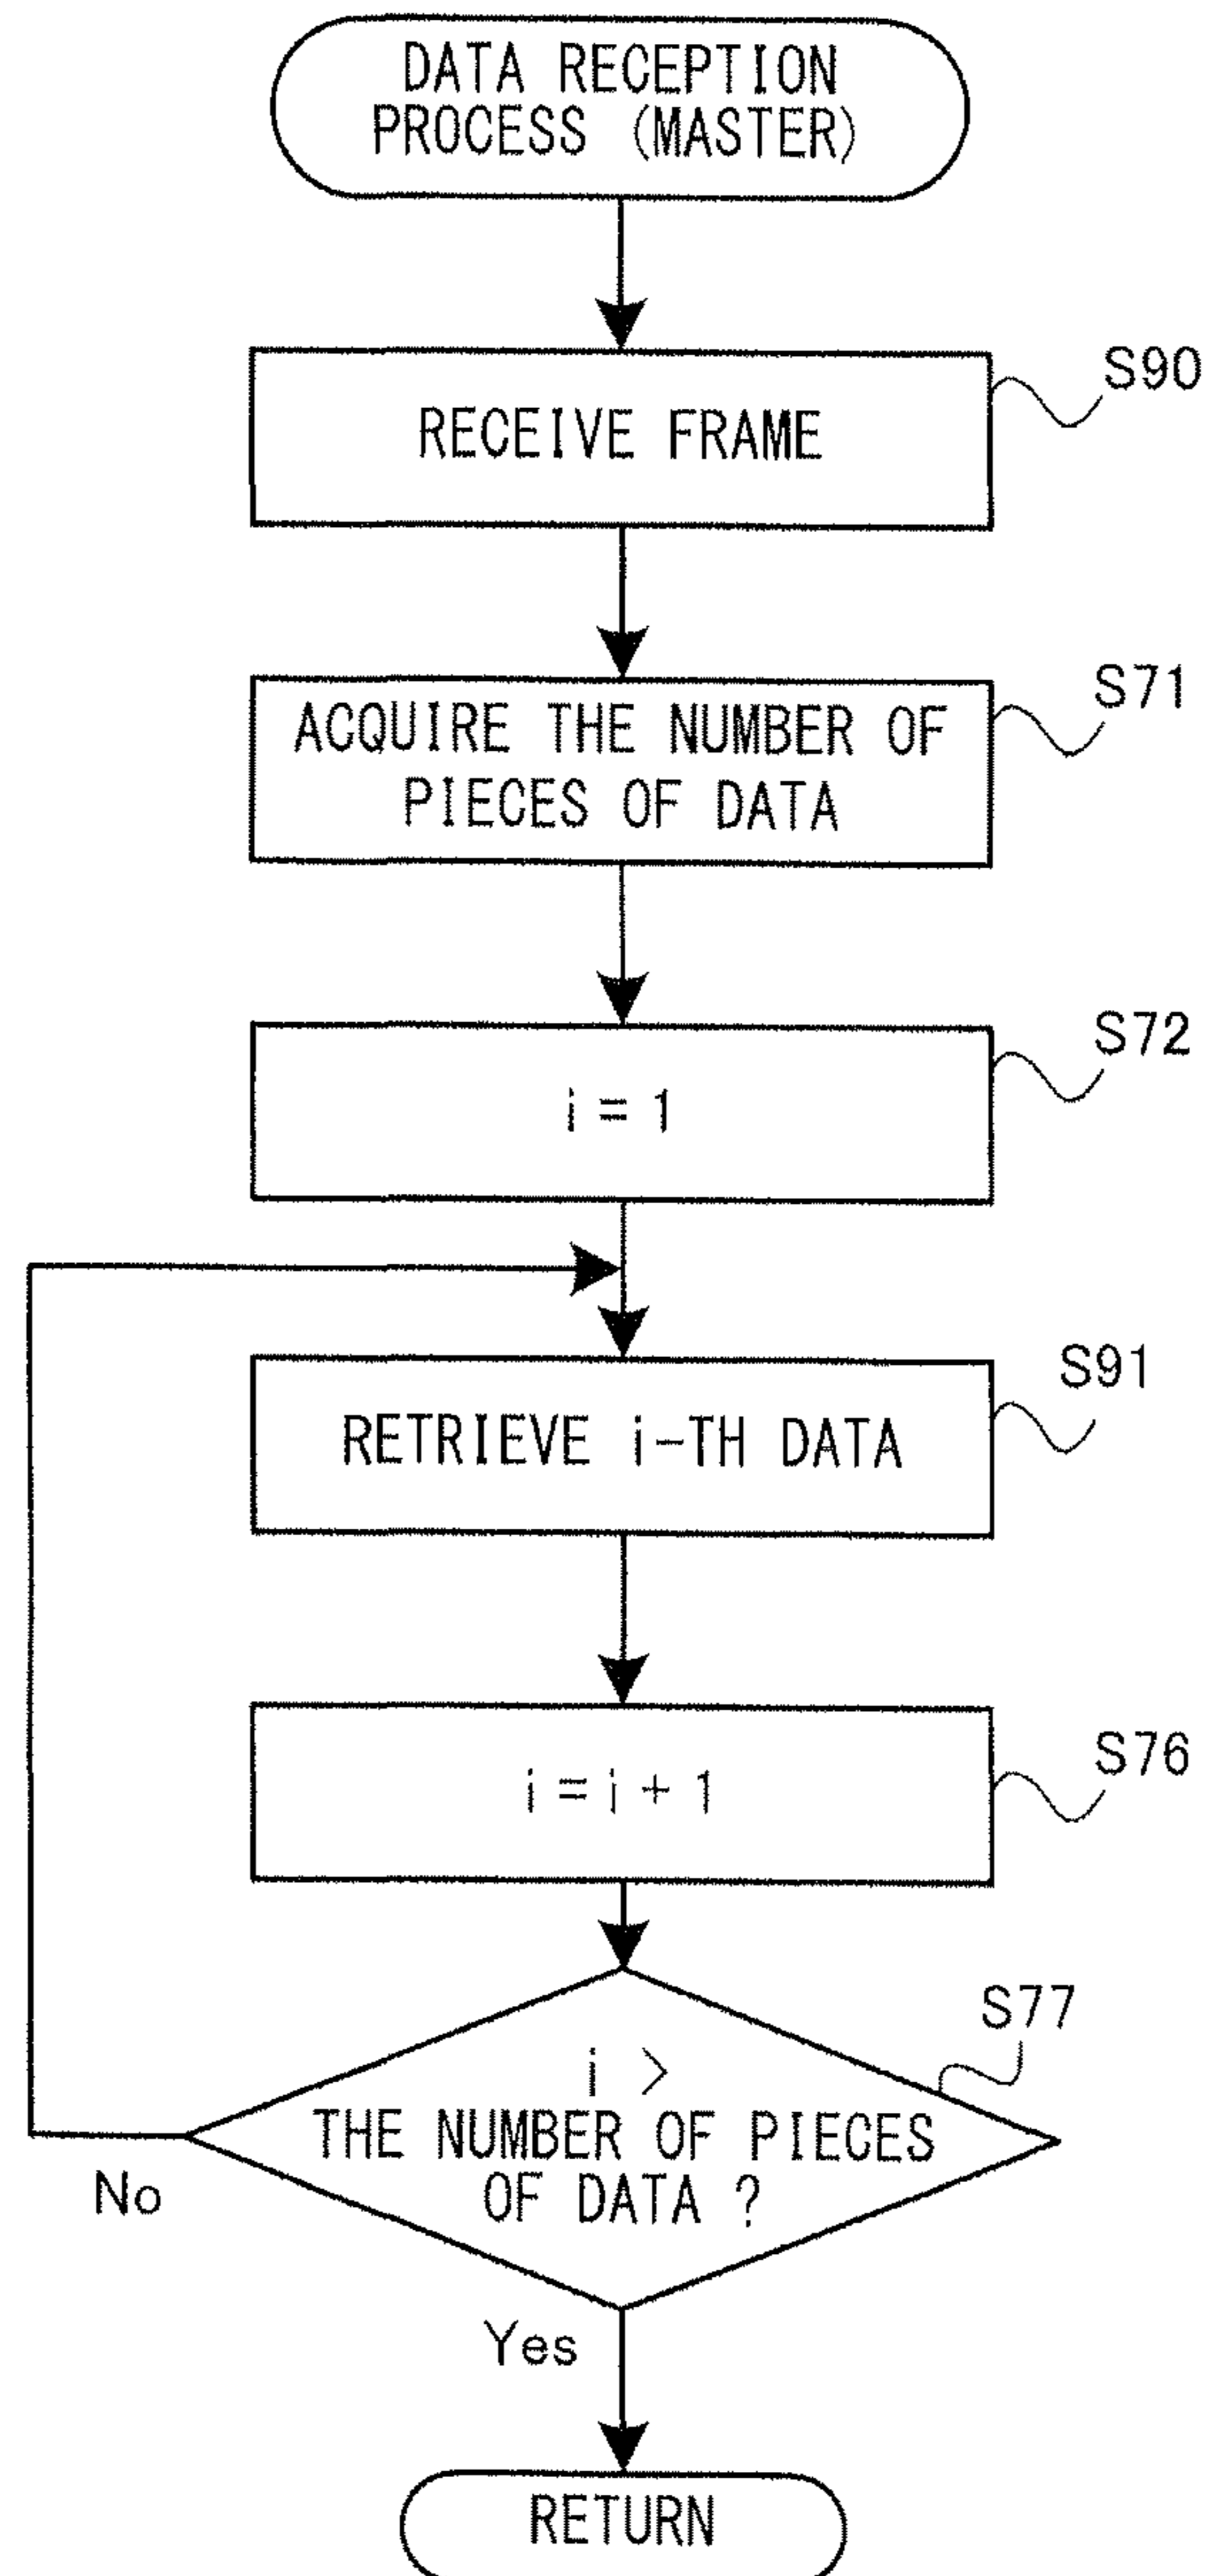 DATA RECEPTION
PROCESS (MASTER)
S90
RECEIVE FRAME
S71
ACQUIRE THE NUMBER OF
PIECES OF DATA
S72
i = 1
S91
RETRIEVE i-TH DATA
S76
i = i + 1
S77
i >
THE NUMBER OF PIECES
OF DATA ?
No
Yes
RETURN